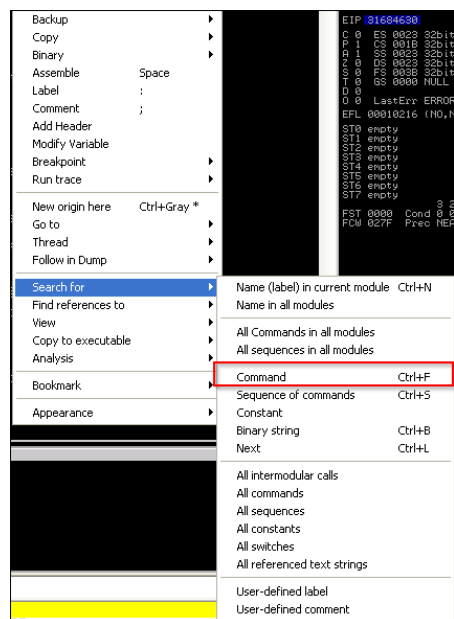 Backup
Copy
Binary
Assemble Space
Label :
Comment ;
Add Header
Modify Variable
Breakpoint
Run trace
New origin here Ctrl+Gray *
Go to
Thread
Follow in Dump
Search for
Find references to
View
Copy to executable
Analysis
Bookmark
Appearance
EIP 31684630
C 0 ES 0023 32bit
P 1 CS 001B 32bit
A 1 SS 0023 32bit
Z 0 DS 0023 32bit
S 0 FS 003B 32bit
T 0 GS 0000 NULL
D 0
O 0 LastErr ERROR
EFL 00010216 (NO,N
ST0 empty
ST1 empty
ST2 empty
ST3 empty
ST4 empty
ST5 empty
ST6 empty
ST7 empty
3 2
FST 0000 Cond 0 0
FCW 027F Prec NEA
Name (label) in current module Ctrl+N
Name in all modules
All Commands in all modules
All sequences in all modules
Command Ctrl+F
Sequence of commands Ctrl+S
Constant
Binary string Ctrl+B
Next Ctrl+L
All intermodular calls
All commands
All sequences
All constants
All switches
All referenced text strings
User-defined label
User-defined comment